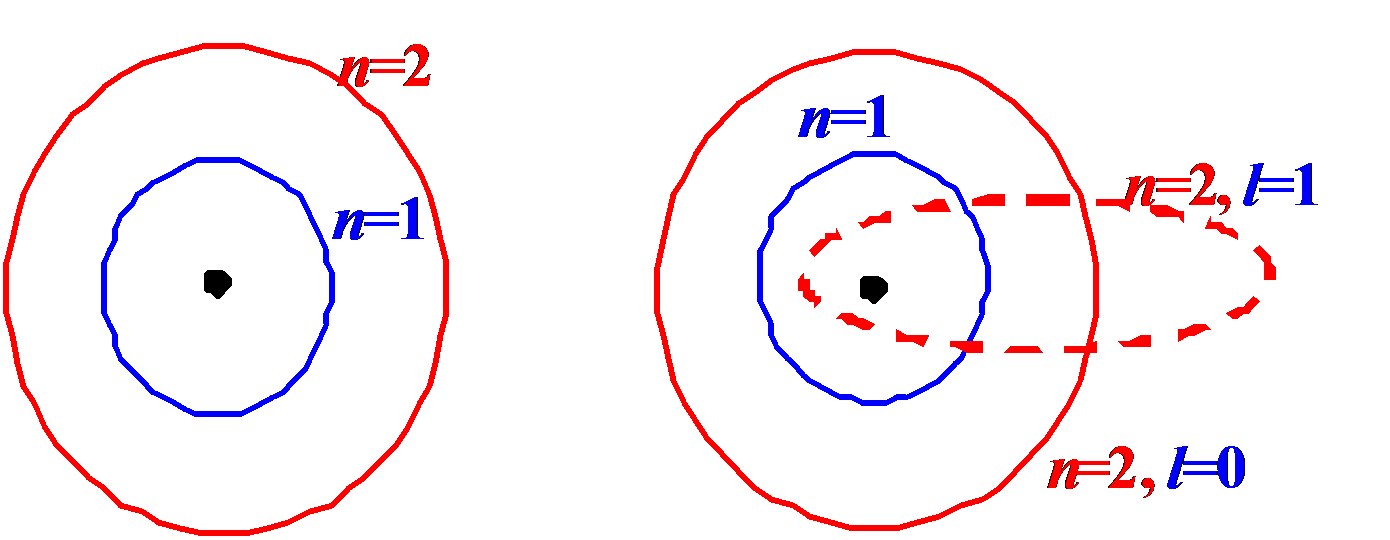 n=2
n=1
n=1
n=2, l=1
n=2, l=0